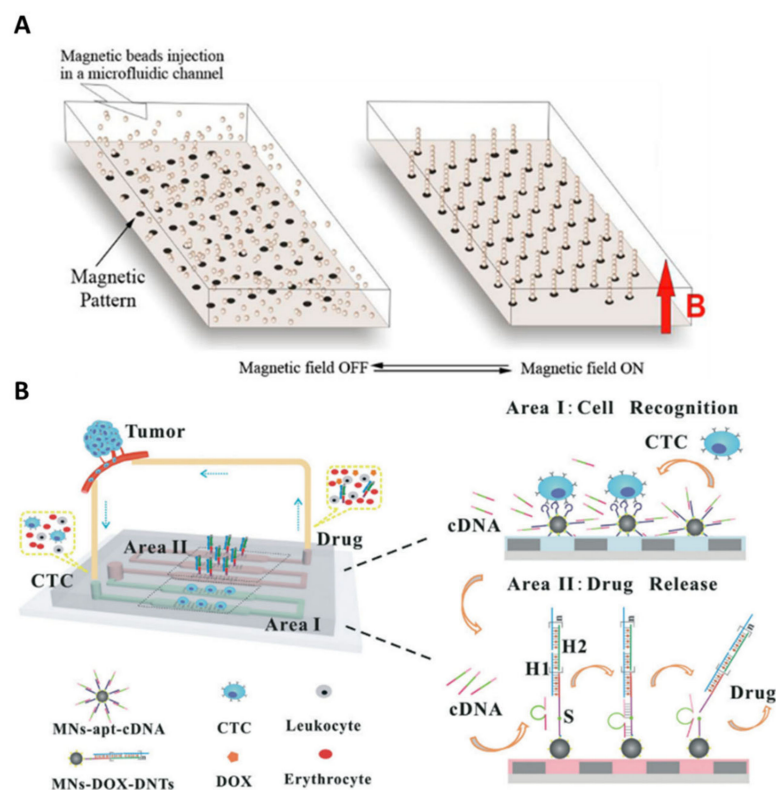 A
Magnetic beads injection
in a microfluidic channel
Magnetic
Pattern
B
Magnetic field OFF
Magnetic field ON
B
Tumor
CTC
Drug
Area II
Area I
MNs-apt-cDNA
CTC
Leukocyte
MNs-DOX-DNTs
DOX
Erythrocyte
Area I: Cell Recognition
CTC
cDNA
Area II: Drug Release
cDNA
n
H2
H1
S
n
n
Drug